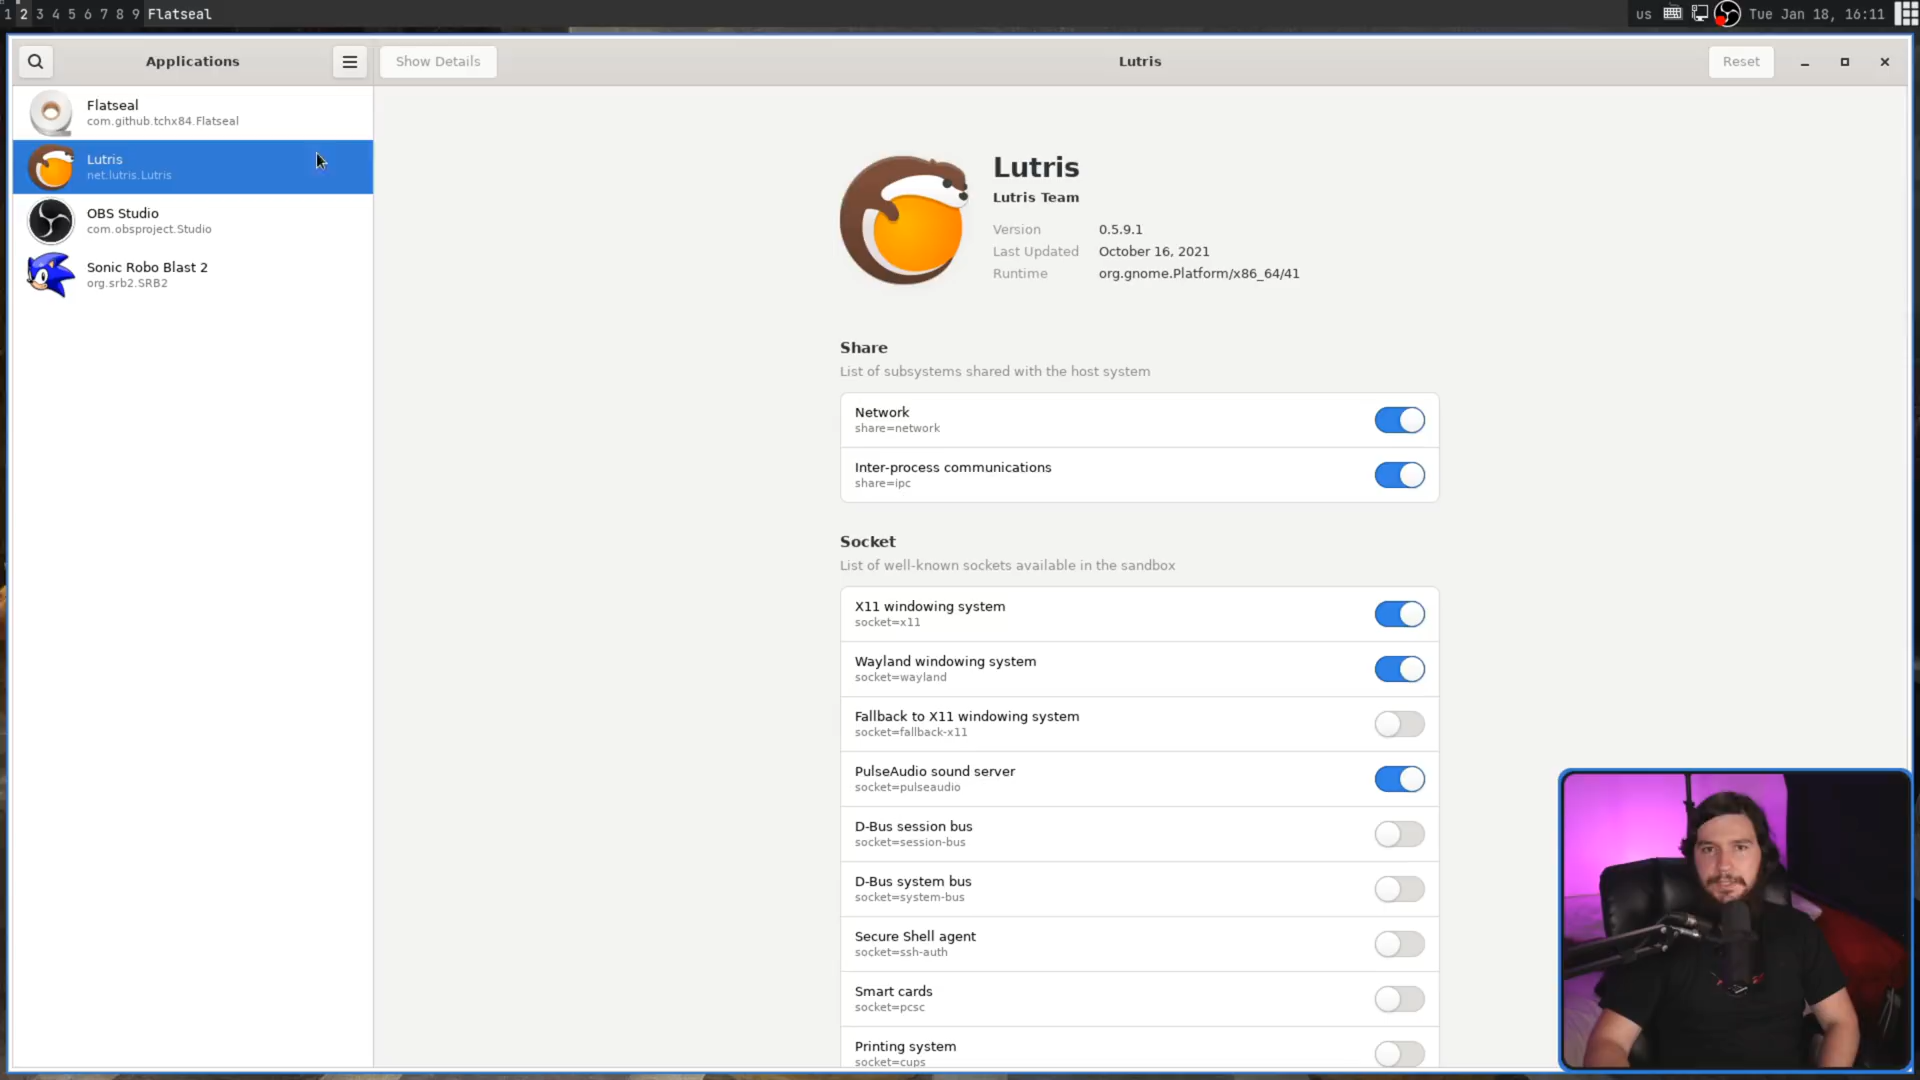 1 2 3 4 5 6 7 8 9 Flatseal
us
Tue Jan 18, 16:11
Applications
Show Details
Lutris
Reset
Flatseal
com.github.tchx84.Flatseal
Lutris
net.lutris.Lutris
OBS Studio
com.obsproject.Studio
Sonic Robo Blast 2
org.srb2.SRB2
Lutris
Lutris Team
Version 0.5.9.1
Last Updated October 16, 2021
Runtime org.gnome.Platform/x86_64/41
Share
List of subsystems shared with the host system
Network
share=network
Inter-process communications
share=ipc
Socket
List of well-known sockets available in the sandbox
X11 windowing system
socket=x11
Wayland windowing system
socket=wayland
Fallback to X11 windowing system
socket=fallback-x11
PulseAudio sound server
socket=pulseaudio
D-Bus session bus
socket=session-bus
D-Bus system bus
socket=system-bus
Secure Shell agent
socket=ssh-auth
Smart cards
socket=pcsc
Printing system
socket=cups